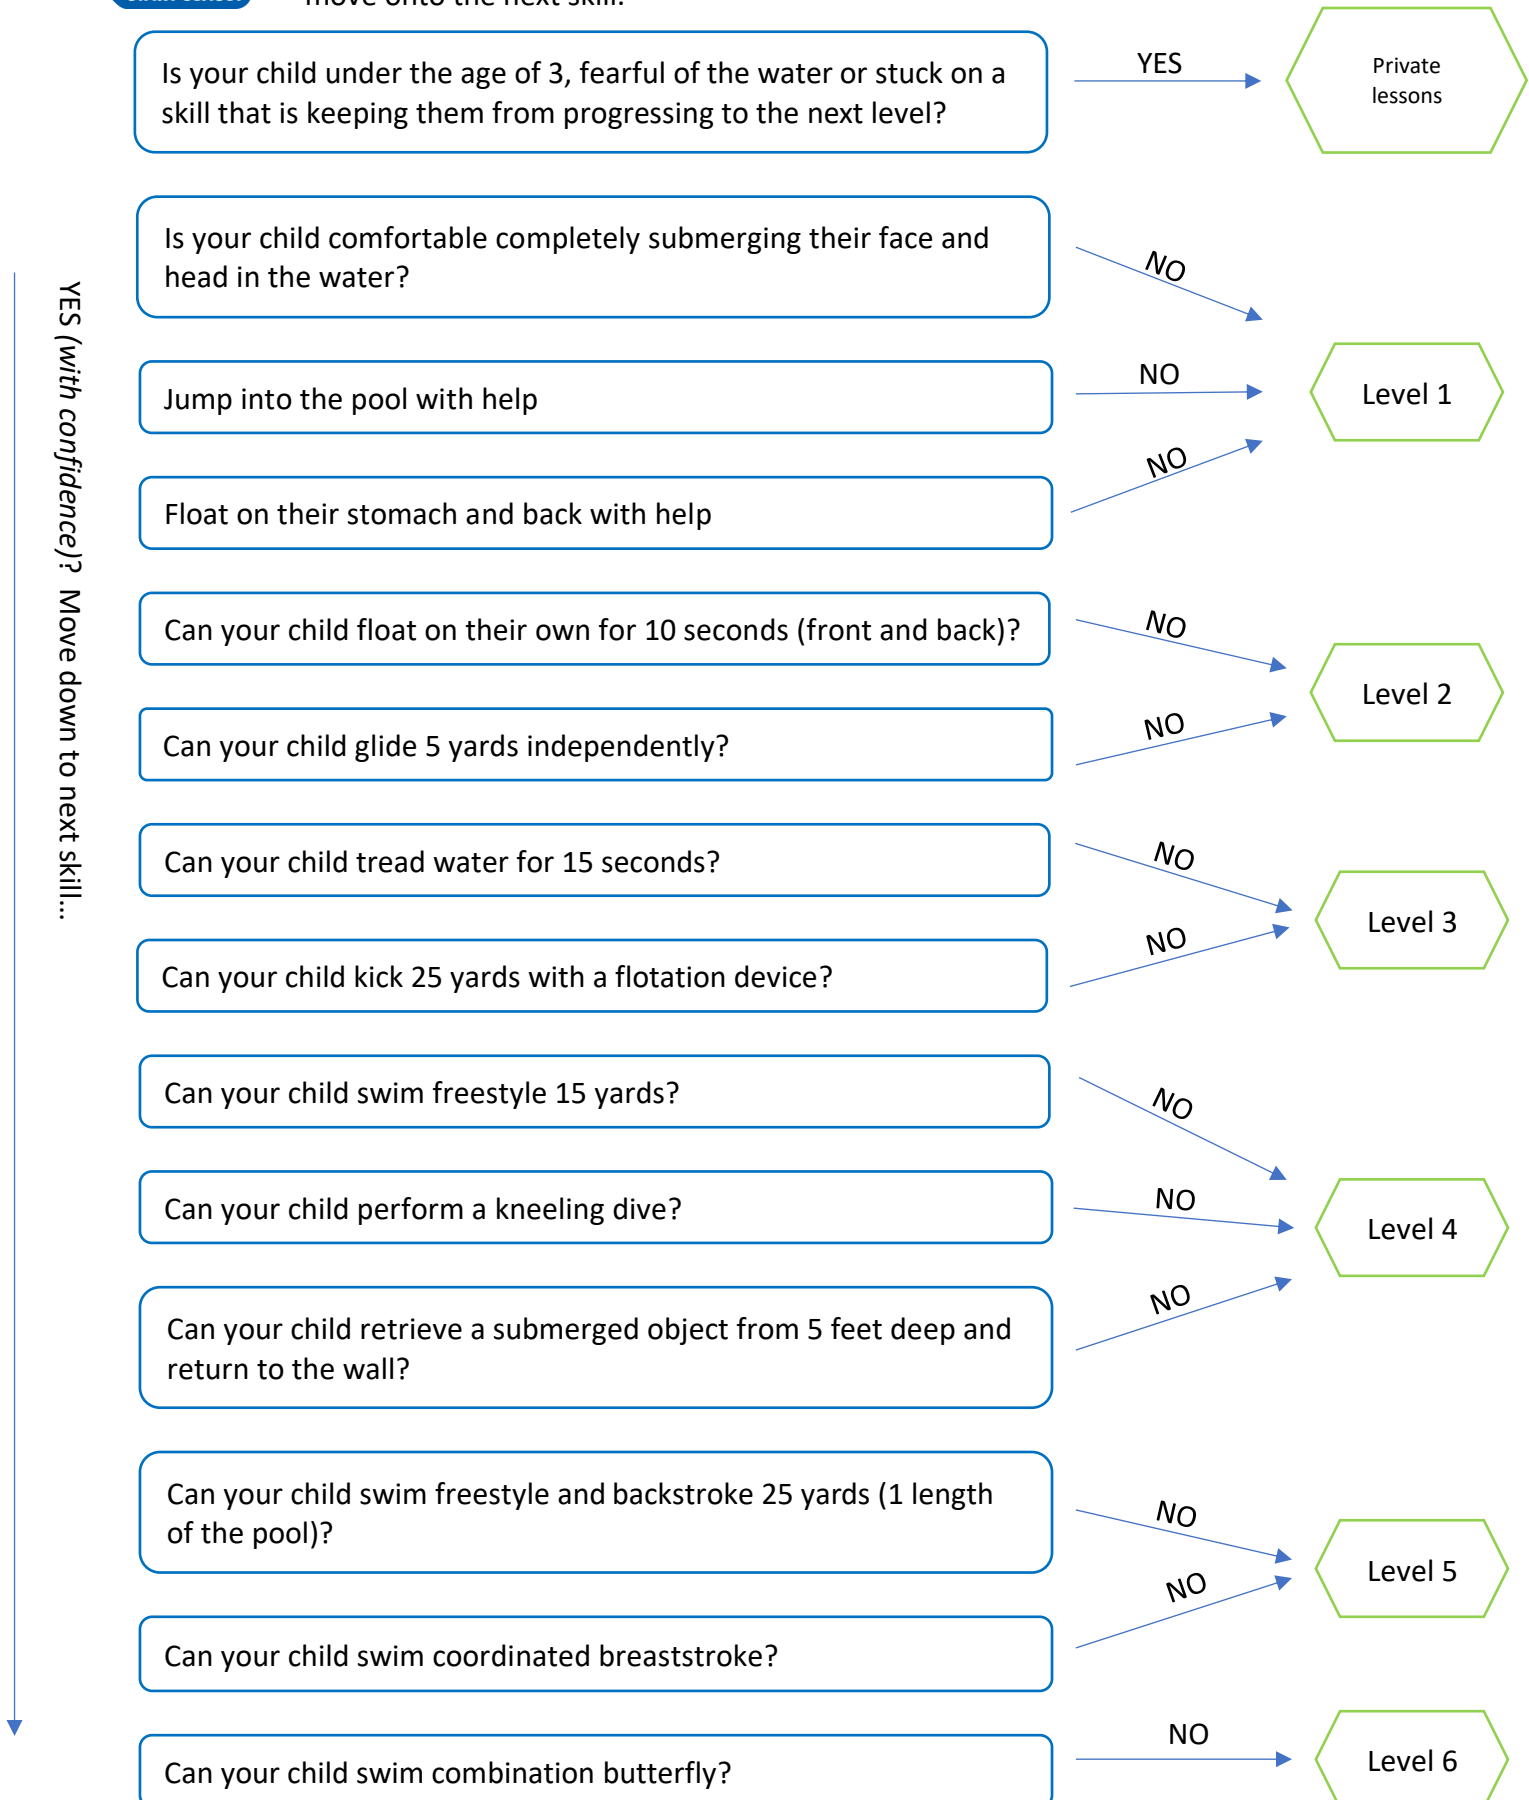 move onto the next skill.
Is your child under the age of 3, fearful of the water or stuck on a
skill that is keeping them from progressing to the next level?
YES
Private
lessons
Is your child comfortable completely submerging their face and
head in the water?
NO
Jump into the pool with help
NO
Level 1
Float on their stomach and back with help
NO
YES (with confidence)? Move down to next skill…
Can your child float on their own for 10 seconds (front and back)?
NO
Level 2
Can your child glide 5 yards independently?
NO
Can your child tread water for 15 seconds?
NO
Level 3
Can your child kick 25 yards with a flotation device?
NO
Can your child swim freestyle 15 yards?
NO
Can your child perform a kneeling dive?
NO
Level 4
Can your child retrieve a submerged object from 5 feet deep and
return to the wall?
NO
Can your child swim freestyle and backstroke 25 yards (1 length
of the pool)?
NO
Level 5
Can your child swim coordinated breaststroke?
NO
Can your child swim combination butterfly?
NO
Level 6